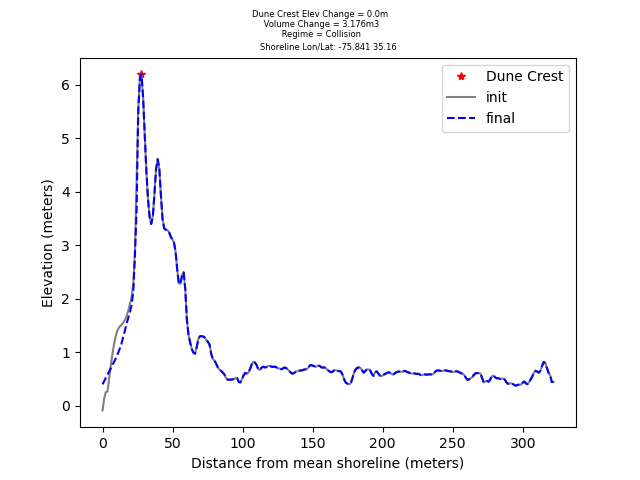 Dune Crest Elev Change = 0.0m
Volume Change = 3.176m3
Regime = Collision
Shoreline Lon/Lat: -75.841 35.16
Dune Crest
init
final
Elevation (meters)
6
5
4
3
2
1
0
0 50 100 150 200 250 300
Distance from mean shoreline (meters)